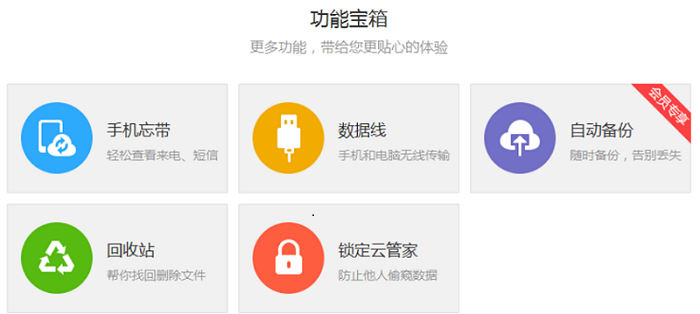 功能宝箱
更多功能，带给您更贴心的体验
手机忘带
轻松查看来电、短信
数据线
手机和电脑无线传输
自动备份
随时备份，告别丢失
会员专享
回收站
帮你找回删除文件
锁定云管家
防止他人偷窥数据